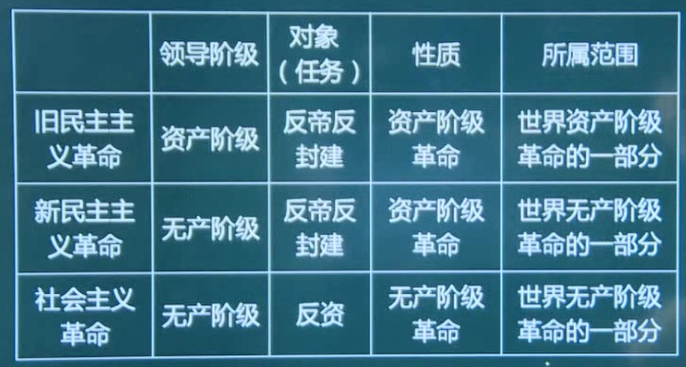 领导阶级 对象（任务） 性质 所属范围
旧民主主义革命 资产阶级 反帝反封建 资产阶级革命 世界资产阶级革命的一部分
新民主主义革命 无产阶级 反帝反封建 资产阶级革命 世界无产阶级革命的一部分
社会主义革命 无产阶级 反资 无产阶级革命 世界无产阶级革命的一部分